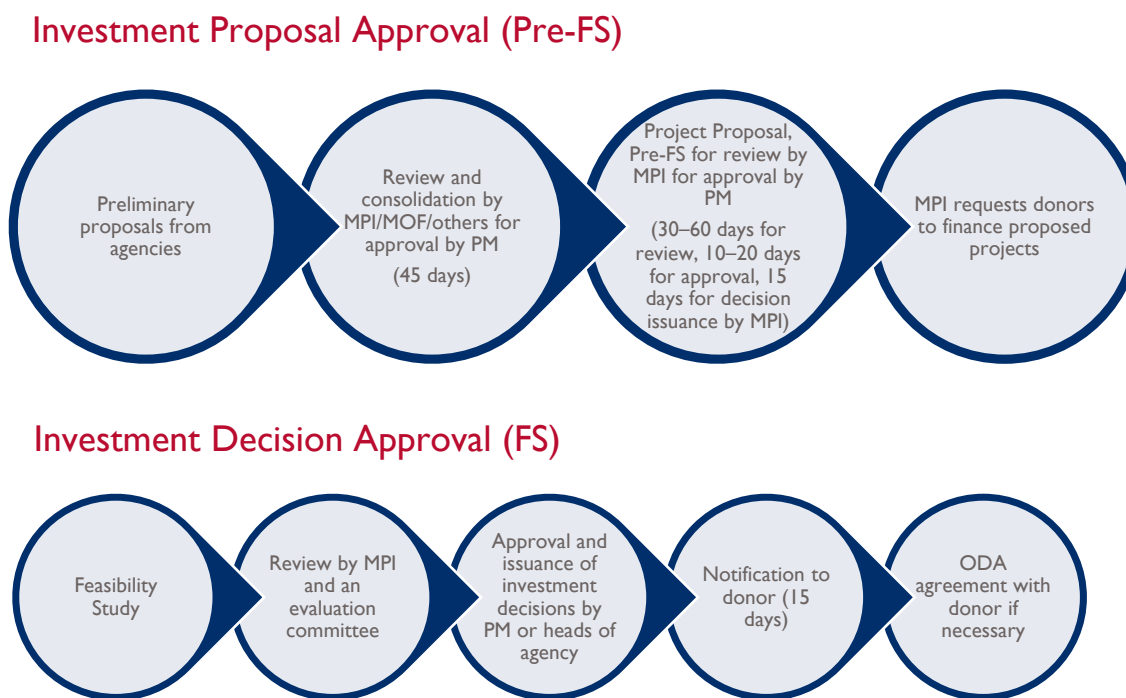 Investment Proposal Approval (Pre-FS)
Preliminary
proposals from
agencies
Review and
consolidation by
MPI/MOF/others for
approval by PM
(45 days)
Project Proposal,
Pre-FS for review by
MPI for approval by
PM
(30–60 days for
review, 10–20 days
for approval, 15
days for decision
issuance by MPI)
MPI requests donors
to finance proposed
projects
Investment Decision Approval (FS)
Feasibility
Study
Review by MPI
and an
evaluation
committee
Approval and
issuance of
investment
decisions by
PM or heads of
agency
Notification to
donor (15
days)
ODA
agreement with
donor if
necessary